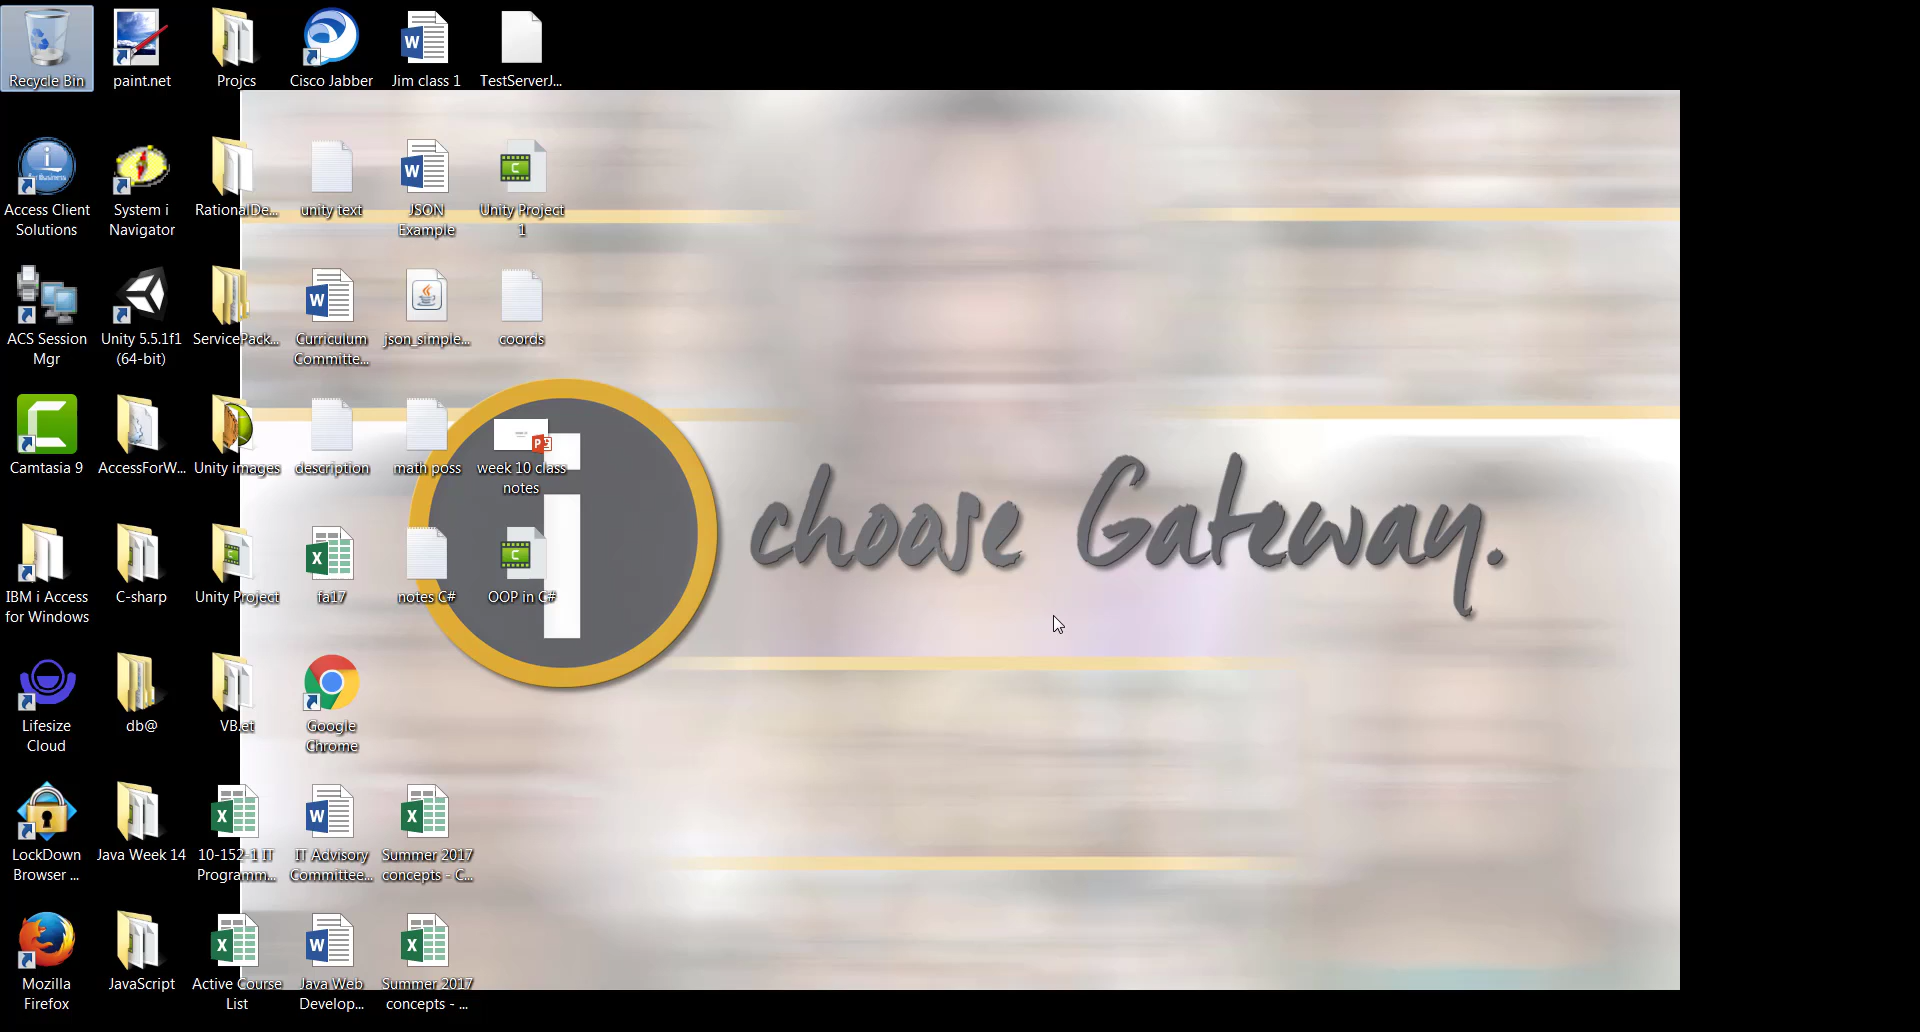 Recycle Bin
paint.net
Projcs
Cisco Jabber
Jim class 1
TestServerJ...
Access Client
Solutions
System i
Navigator
RationalDe...
unity text
JSON
Example
Unity Project
1
ACS Session
Mgr
Unity 5.5.1f1
(64-bit)
ServicePack...
Curriculum
Committe...
json_simple...
coords
Camtasia 9
AccessForW...
Unity images
description
math poss
week 10 class
notes
i choose Gateway.
IBM i Access
for Windows
C-sharp
Unity Project
fa17
notes C#
OOP in C#
Lifesize
Cloud
db@
VB.et
Google
Chrome
LockDown
Browser ...
Java Week 14
10-152-1 IT
Programm...
IT Advisory
Committee...
Summer 2017
concepts - C...
Mozilla
Firefox
JavaScript
Active Course
List
Java Web
Develop...
Summer 2017
concepts - ...